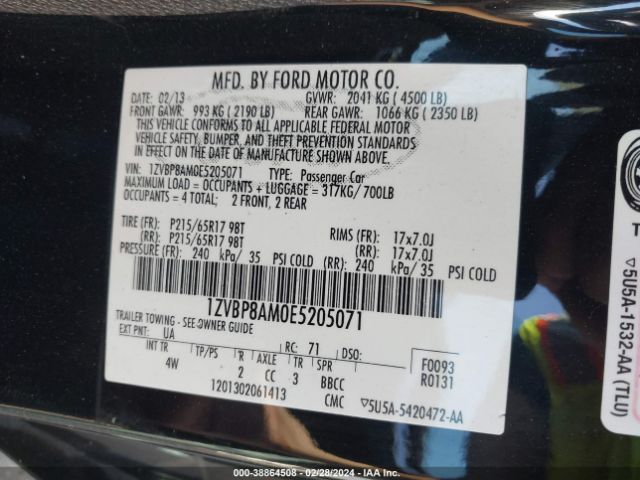 MFD. BY FORD MOTOR CO.
DATE: 02/13 GVWR: 2041 KG ( 4500 LB)
FRONT GAWR: 993 KG ( 2190 LB) REAR GAWR: 1066 KG ( 2350 LB)
THIS VEHICLE CONFORMS TO ALL APPLICABLE FEDERAL MOTOR
VEHICLE SAFETY, BUMPER, AND THEFT PREVENTION STANDARDS
IN EFFECT ON THE DATE OF MANUFACTURE SHOWN ABOVE.
VIN: 1ZVBP8AM0E5205071 TYPE: Passenger Car
MAXIMUM LOAD = OCCUPANTS + LUGGAGE = 317KG/ 700LB
OCCUPANTS = 4 TOTAL; 2 FRONT, 2 REAR
TIRE (FR): P215/65R17 98T RIMS (FR): 17x7.0J
(RR): P215/65R17 98T (RR): 17x7.0J
PRESSURE (FR): 240 kPa/ 35 PSI COLD (RR): 240 kPa/ 35 PSI COLD
1ZVBP8AM0E5205071
TRAILER TOWING - SEE OWNER GUIDE
EXT PNT: UA RC: 71 DSO: F0093
INT TR TP/PS R AXLE TR SPR R0131
4W 2 CC 3 BBCC
1201302061413 CMC ▽5U5A-5420472-AA
▽5U5A-1532-AA (TLU)
000-38864508 - 02/28/2024 - IAA Inc.